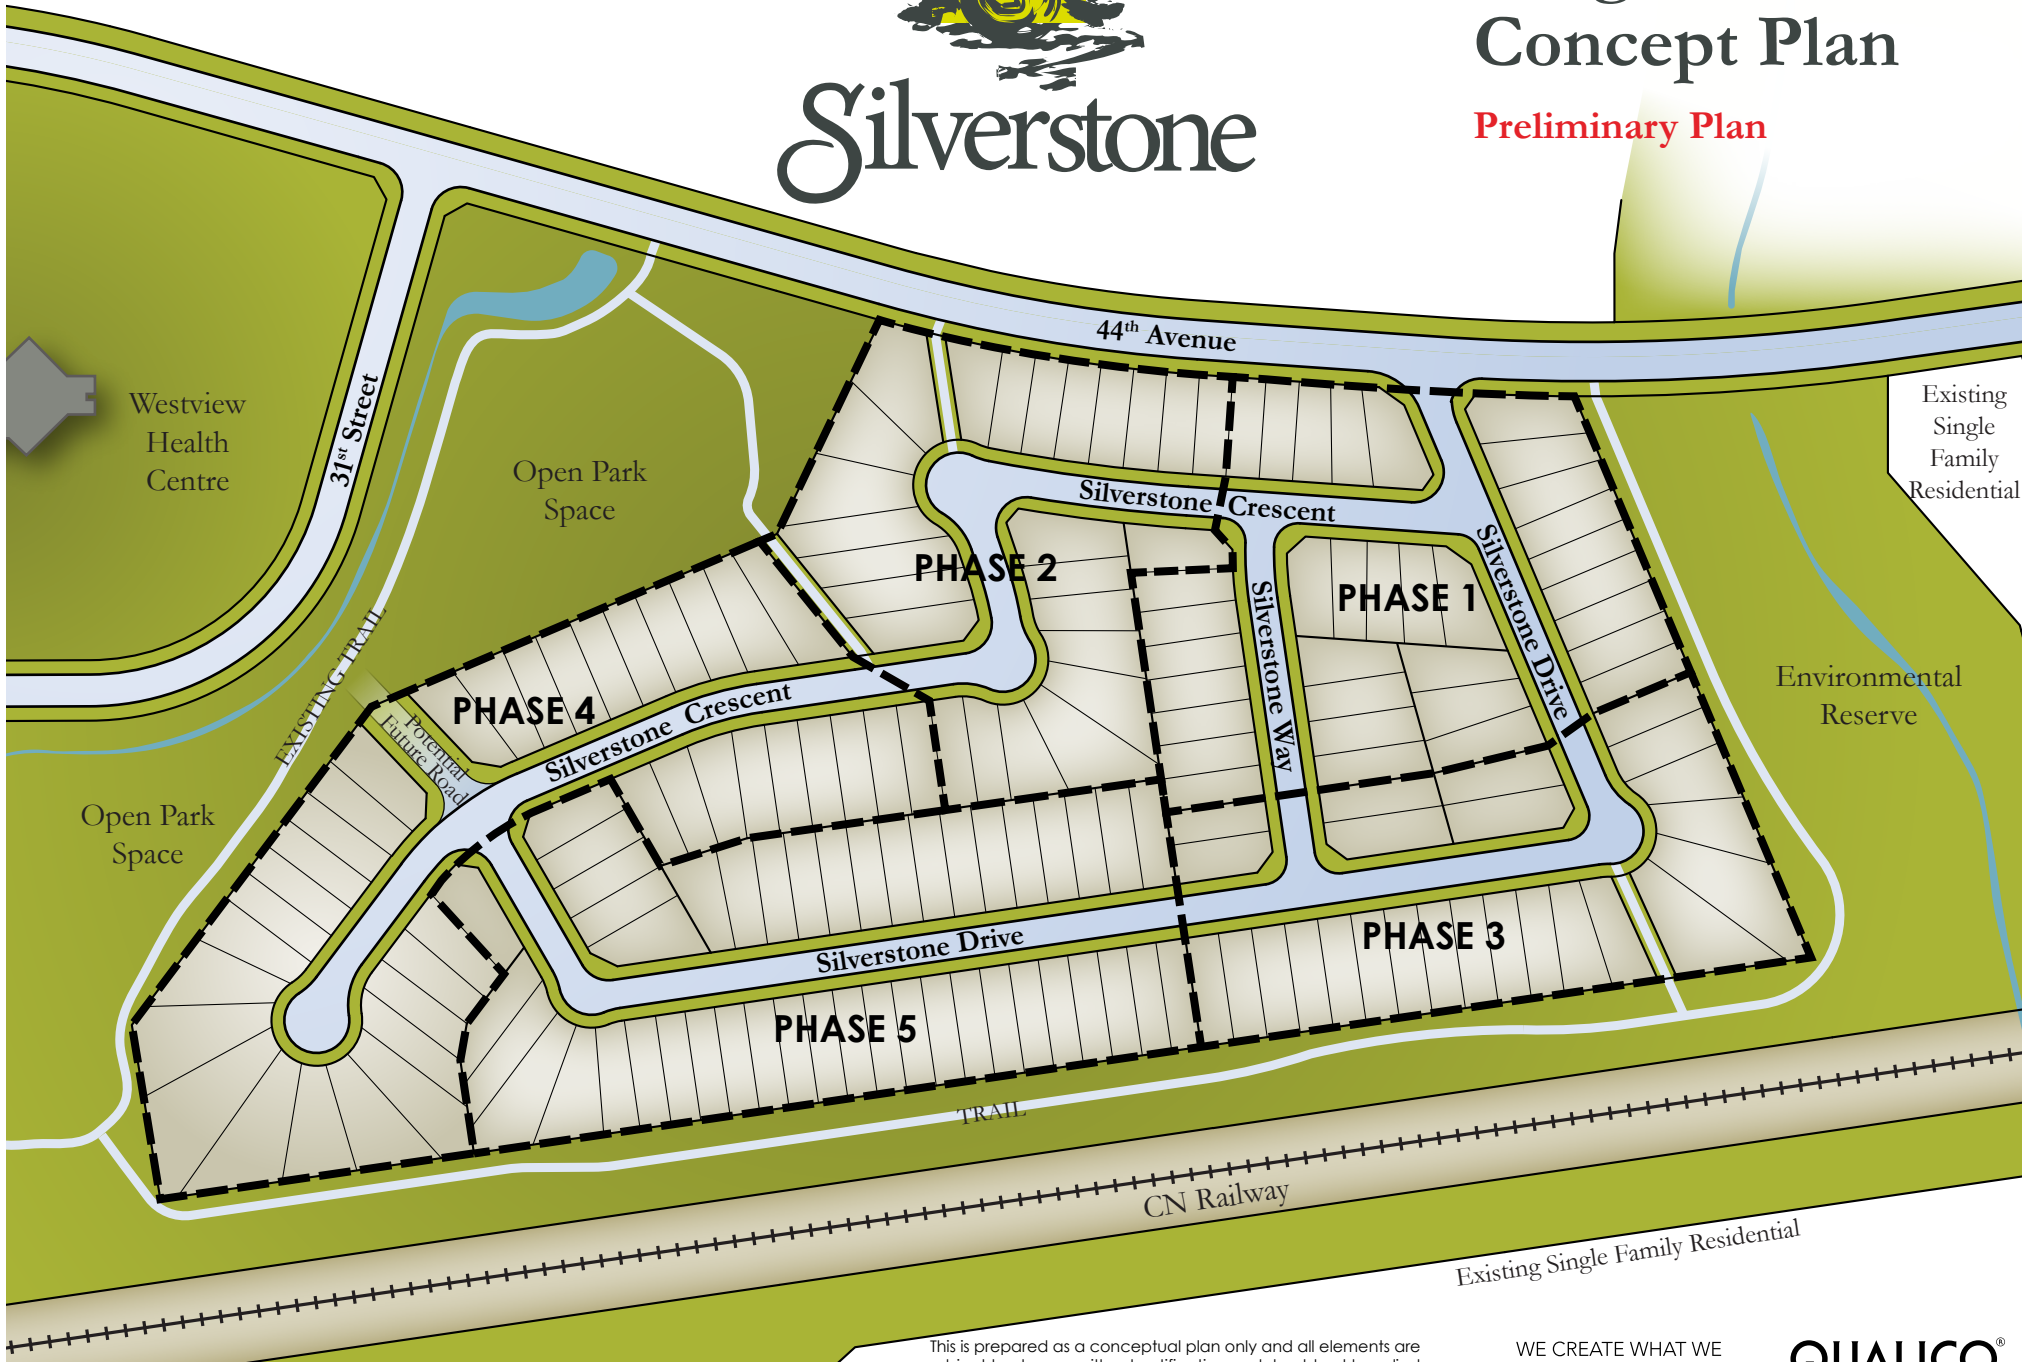 Silverstone
Concept Plan
Preliminary Plan
44th Avenue
31st Street
Westview
Health
Centre
Open Park
Space
Existing
Single
Family
Residential
Silverstone Crescent
PHASE 2
PHASE 1
Silverstone Drive
Silverstone Way
Environmental
Reserve
EXISTING TRAIL
PHASE 4
Silverstone Crescent
Potential
Future Road
Open Park
Space
Silverstone Drive
PHASE 3
PHASE 5
TRAIL
CN Railway
Existing Single Family Residential
This is prepared as a conceptual plan only and all elements are
WE CREATE WHAT WE
QUALICO®